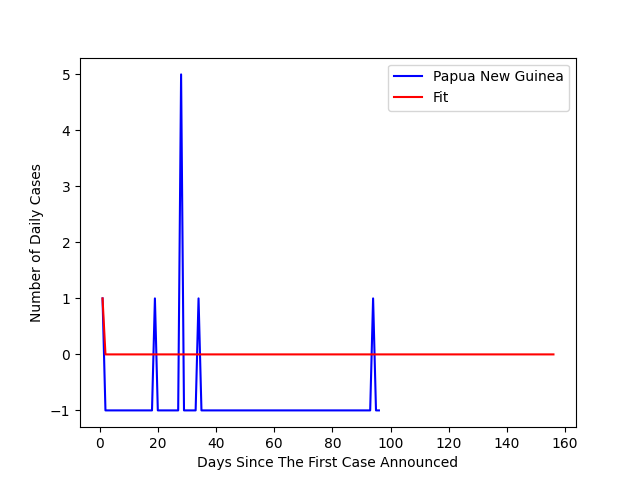 Papua New Guinea
Fit
5
4
3
2
1
0
−1
Number of Daily Cases
0 20 40 60 80 100 120 140 160
Days Since The First Case Announced